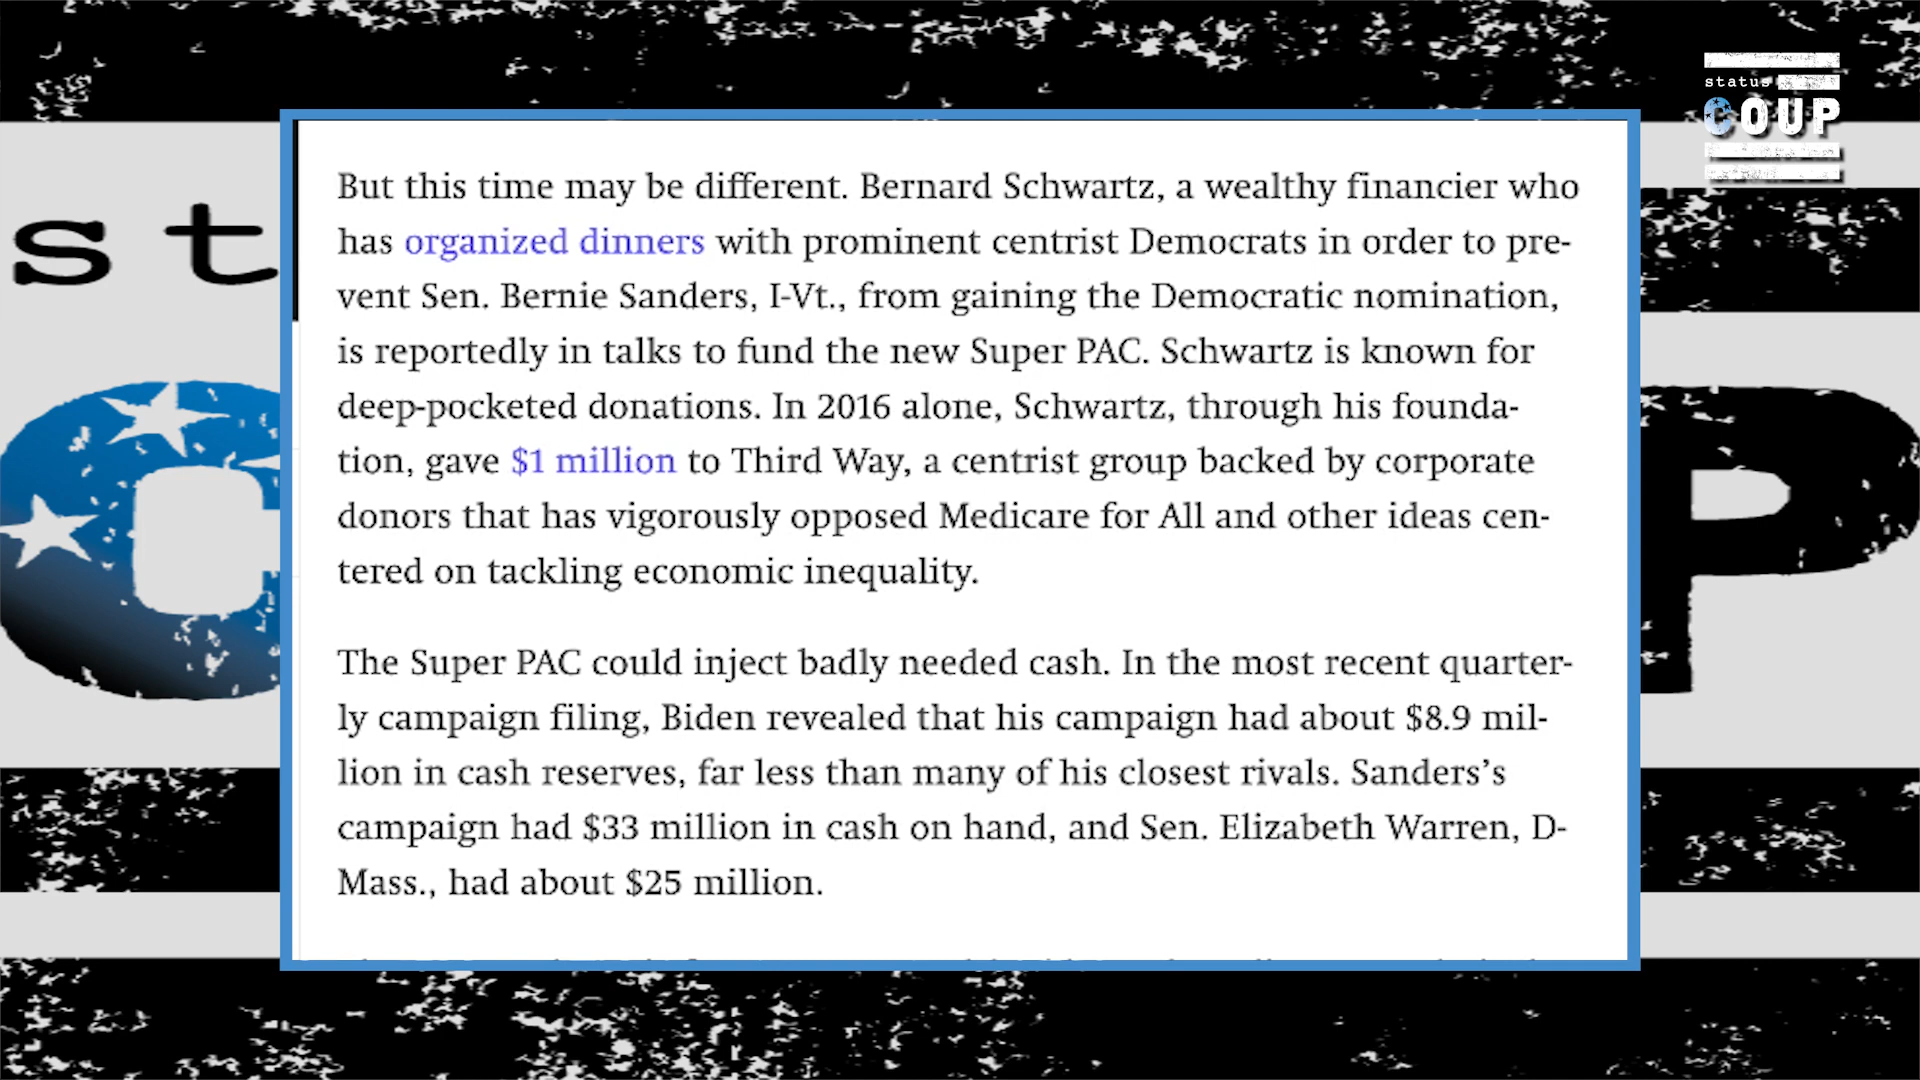 status
COUP
st
C
P
But this time may be different. Bernard Schwartz, a wealthy financier who
has organized dinners with prominent centrist Democrats in order to pre-
vent Sen. Bernie Sanders, I-Vt., from gaining the Democratic nomination,
is reportedly in talks to fund the new Super PAC. Schwartz is known for
deep-pocketed donations. In 2016 alone, Schwartz, through his founda-
tion, gave $1 million to Third Way, a centrist group backed by corporate
donors that has vigorously opposed Medicare for All and other ideas cen-
tered on tackling economic inequality.
The Super PAC could inject badly needed cash. In the most recent quarter-
ly campaign filing, Biden revealed that his campaign had about $8.9 mil-
lion in cash reserves, far less than many of his closest rivals. Sanders’s
campaign had $33 million in cash on hand, and Sen. Elizabeth Warren, D-
Mass., had about $25 million.